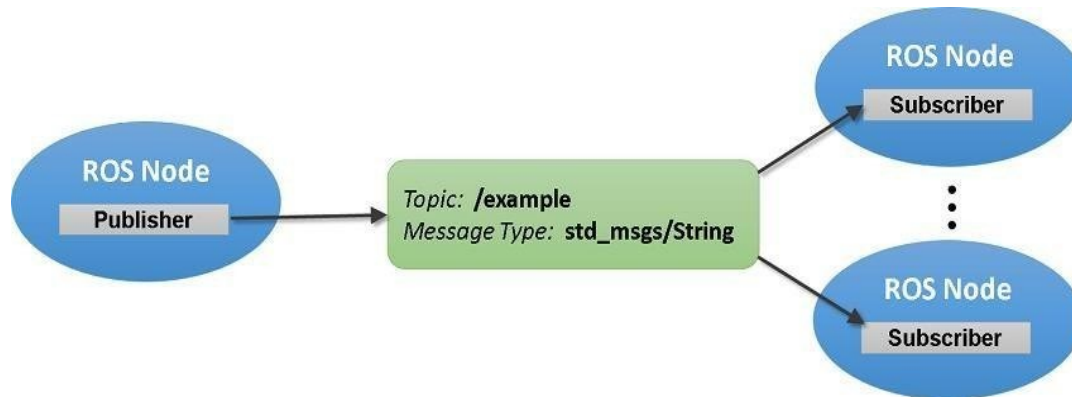 ROS Node
Publisher
Topic: /example
Message Type: std_msgs/String
ROS Node
Subscriber
ROS Node
Subscriber